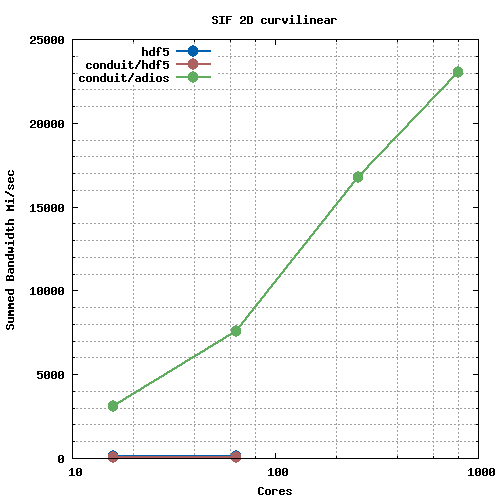 SIF 2D curvilinear
hdf5
conduit/hdf5
conduit/adios
25000
20000
15000
10000
5000
0
Summed Bandwidth Mi/sec
10
100
1000
Cores